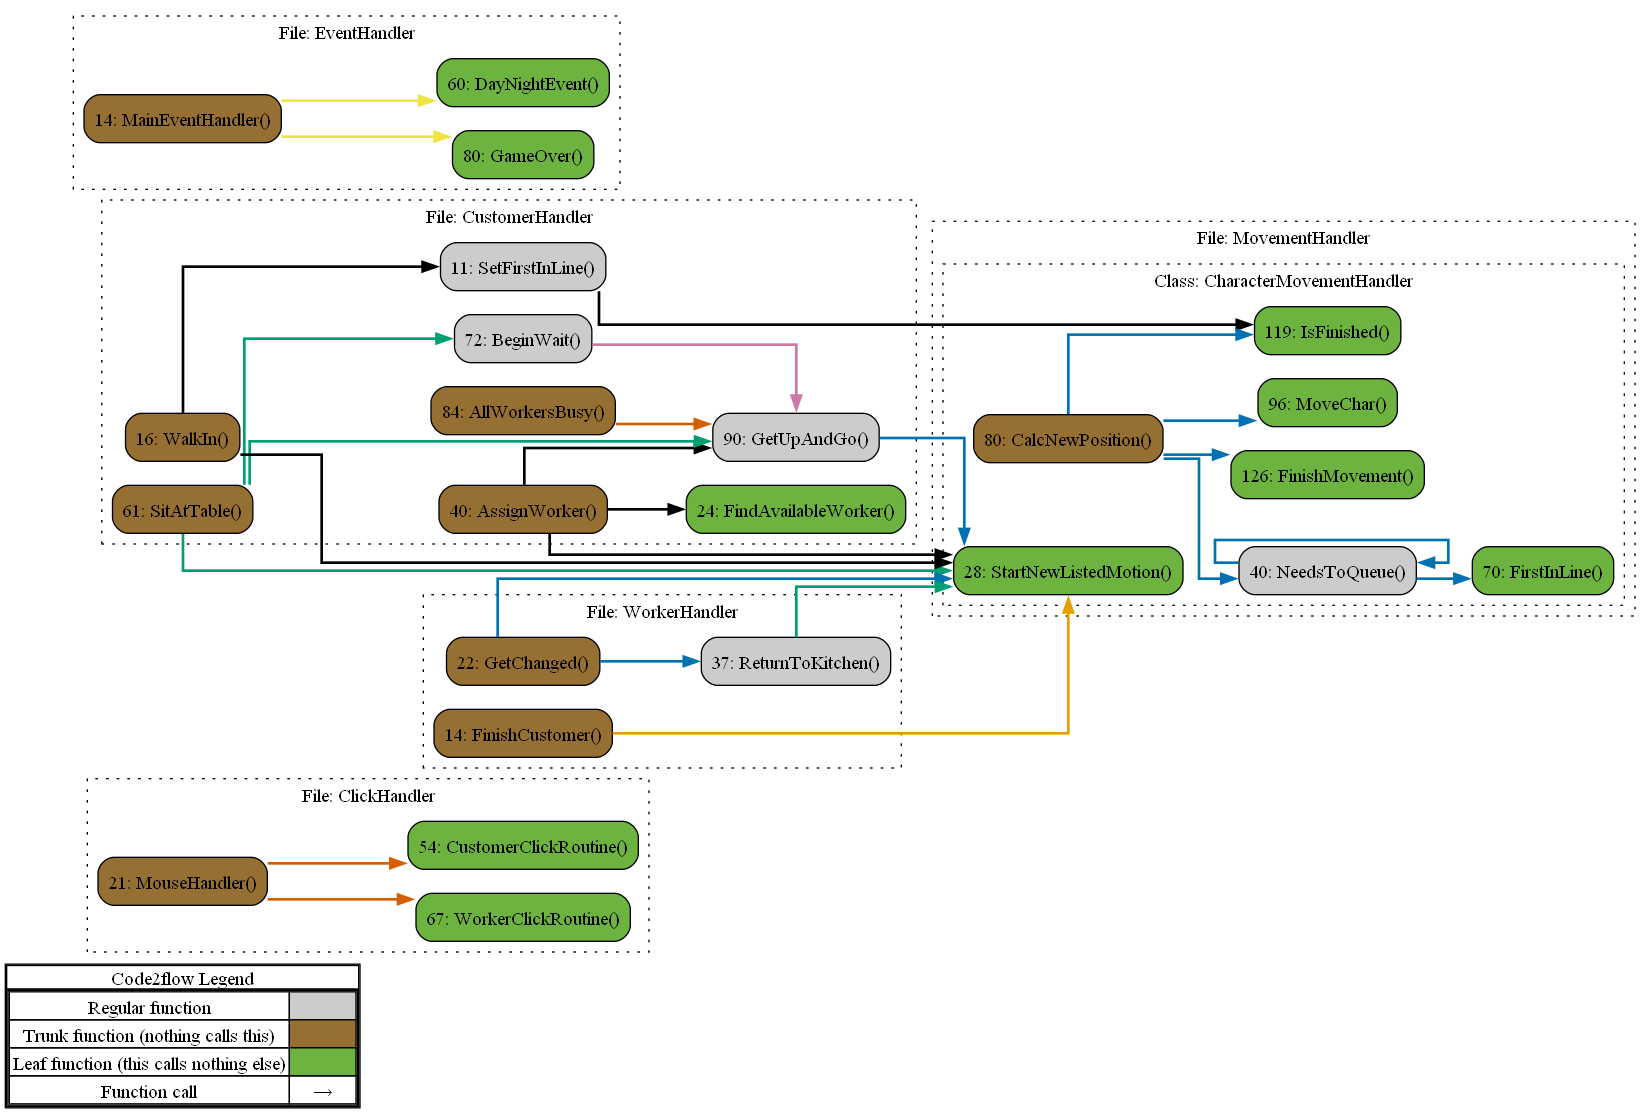 File: EventHandler
60: DayNightEvent()
14: MainEventHandler()
80: GameOver()
File: CustomerHandler
11: SetFirstInLine()
72: BeginWait()
84: AllWorkersBusy()
16: WalkIn()
90: GetUpAndGo()
61: SitAtTable()
40: AssignWorker()
24: FindAvailableWorker()
File: MovementHandler
Class: CharacterMovementHandler
119: IsFinished()
96: MoveChar()
80: CalcNewPosition()
126: FinishMovement()
28: StartNewListedMotion()
40: NeedsToQueue()
70: FirstInLine()
File: WorkerHandler
22: GetChanged()
37: ReturnToKitchen()
14: FinishCustomer()
File: ClickHandler
54: CustomerClickRoutine()
21: MouseHandler()
67: WorkerClickRoutine()
Code2flow Legend
Regular function
Trunk function (nothing calls this)
Leaf function (this calls nothing else)
Function call →